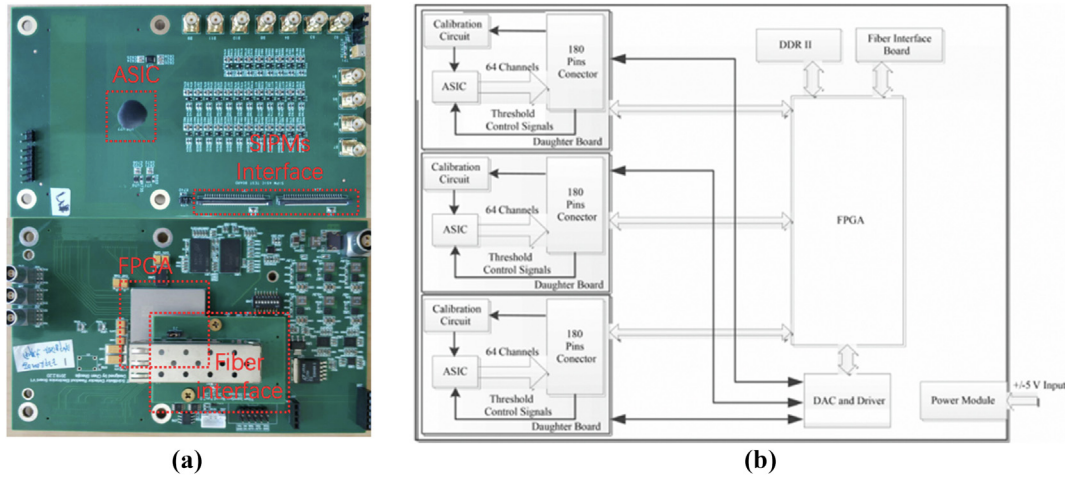 ASIC
SIPMs
Interface
FPGA
Fiber
interface
(a)
Calibration
Circuit
180
Pins
Conector
64 Channels
ASIC
Threshold
Control Signals
Daughter Board
Calibration
Circuit
180
Pins
Conector
64 Channels
ASIC
Threshold
Control Signals
Daughter Board
Calibration
Circuit
180
Pins
Conector
64 Channels
ASIC
Threshold
Control Signals
Daughter Board
DDR II
Fiber Interface
Board
FPGA
DAC and Driver
Power Module
+/-5 V Input
(b)